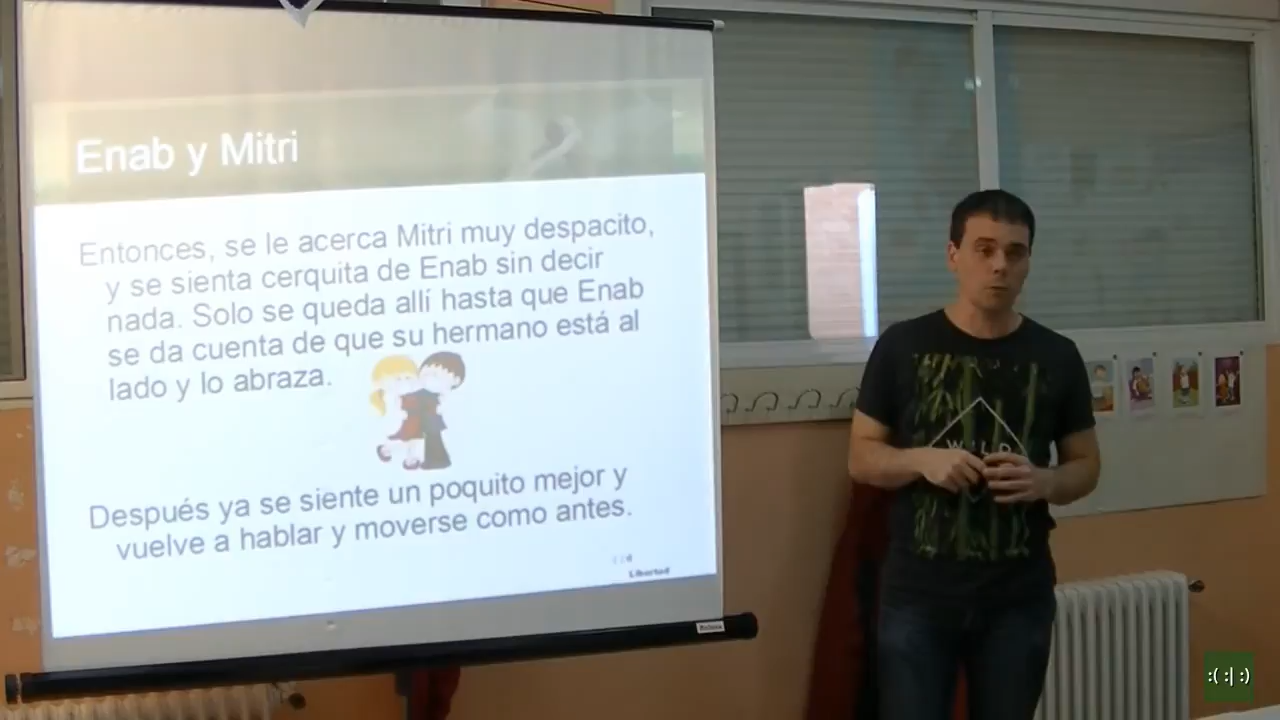 Enab y Mitri
Entonces, se le acerca Mitri muy despacito,
y se sienta cerquita de Enab sin decir
nada. Solo se queda allí hasta que Enab
se da cuenta de que su hermano está al
lado y lo abraza.
Después ya se siente un poquito mejor y
vuelve a hablar y moverse como antes.
Libertad
WILD
:( :| :)